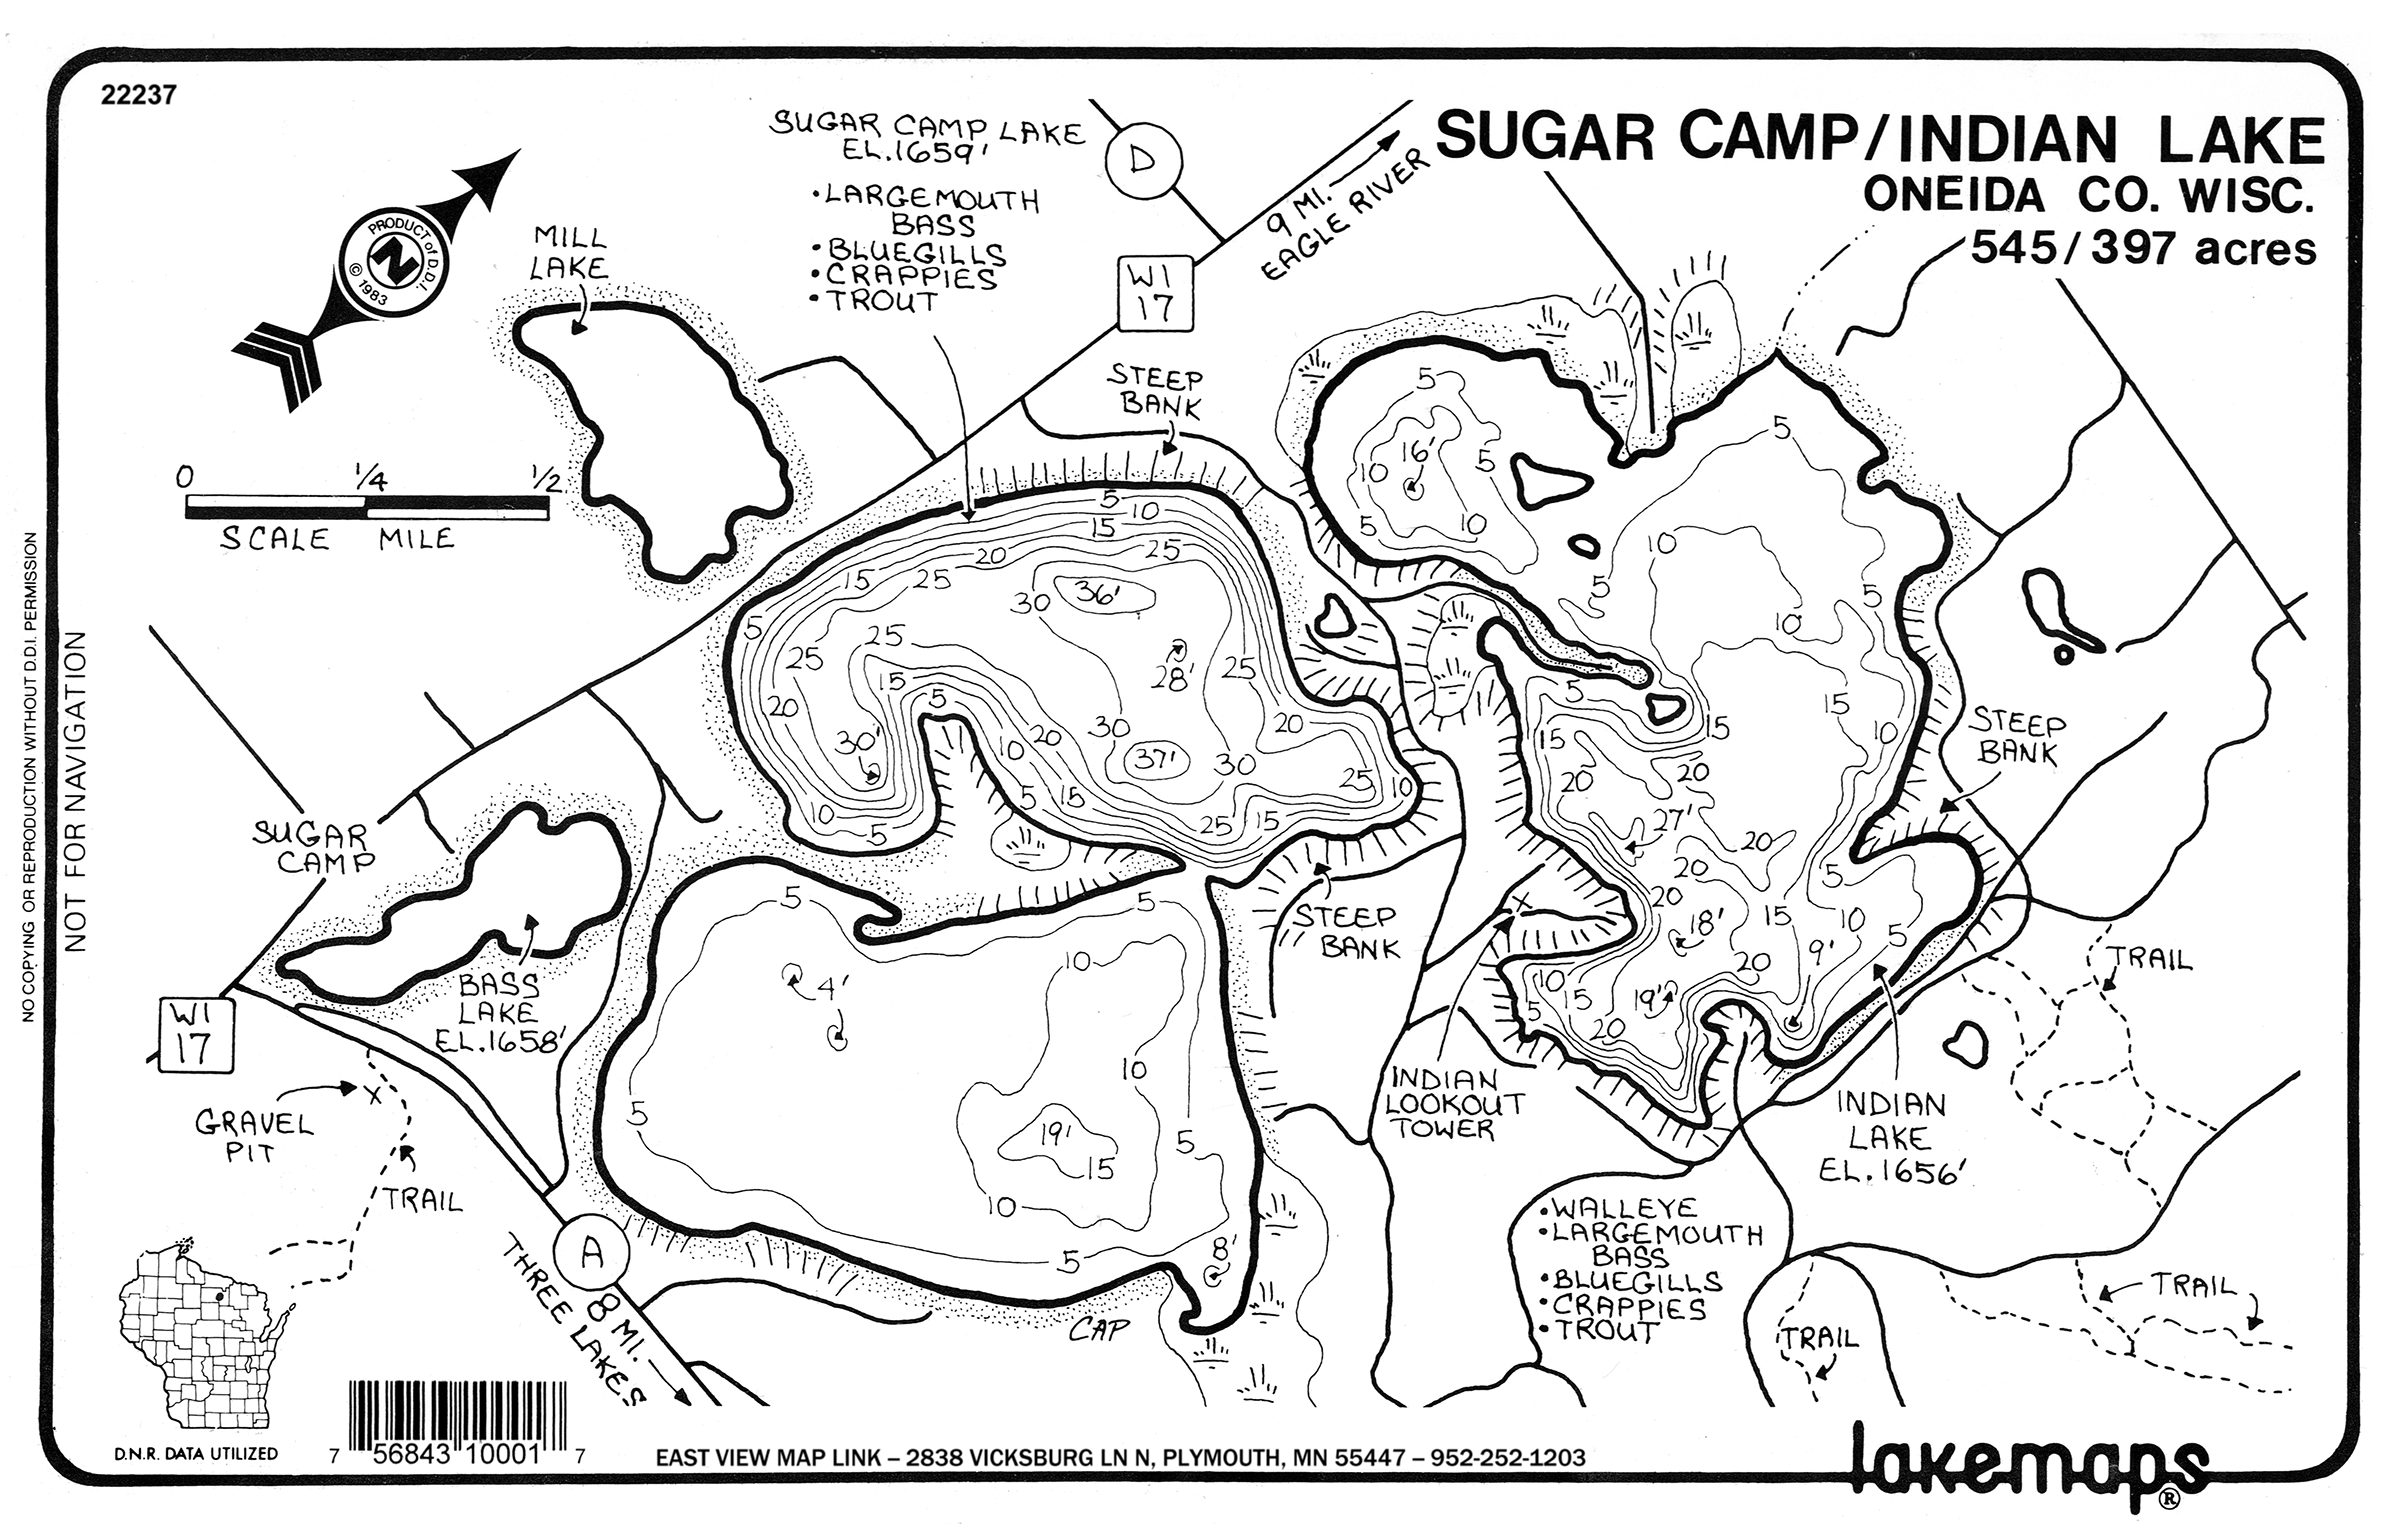 22237
SUGAR CAMP/INDIAN LAKE
ONEIDA CO. WISC.
545/397 acres
SUGAR CAMP LAKE
EL.1659'
•LARGEMOUTH
BASS
•BLUEGILLS
•CRAPPIES
•TROUT
D
9 MI.
EAGLE RIVER
WI
17
PRODUCT of D.D.I.
N
© 1983
MILL
LAKE
STEEP
BANK
0 1/4 1/2
SCALE MILE
NO COPYING OR REPRODUCTION WITHOUT D.D.I. PERMISSION
NOT FOR NAVIGATION
5
10
15
20
25
15
25
30
36'
5
25
25
20
15
5
28'
25
30'
10
20
30
37'
30
20
25
10
5
15
25
15
10
5
5
16'
10
5
5
10
5
10
5
10
5
5
15
15
10
15
20
20
27'
20
20
5
20
18'
15
10
5
9'
20
10
15
19'
5
20
STEEP
BANK
STEEP
BANK
SUGAR
CAMP
BASS
LAKE
EL.1658'
WI
17
GRAVEL
PIT
X
TRAIL
5
5
10
4'
10
5
19'
15
5
10
5
8'
CAP
X
INDIAN
LOOKOUT
TOWER
INDIAN
LAKE
EL.1656'
TRAIL
•WALLEYE
•LARGEMOUTH
BASS
•BLUEGILLS
•CRAPPIES
•TROUT
TRAIL
TRAIL
A
8 MI.
THREE LAKES
D.N.R. DATA UTILIZED
7 56843 10001 7
EAST VIEW MAP LINK – 2838 VICKSBURG LN N, PLYMOUTH, MN 55447 – 952-252-1203
lakemaps®